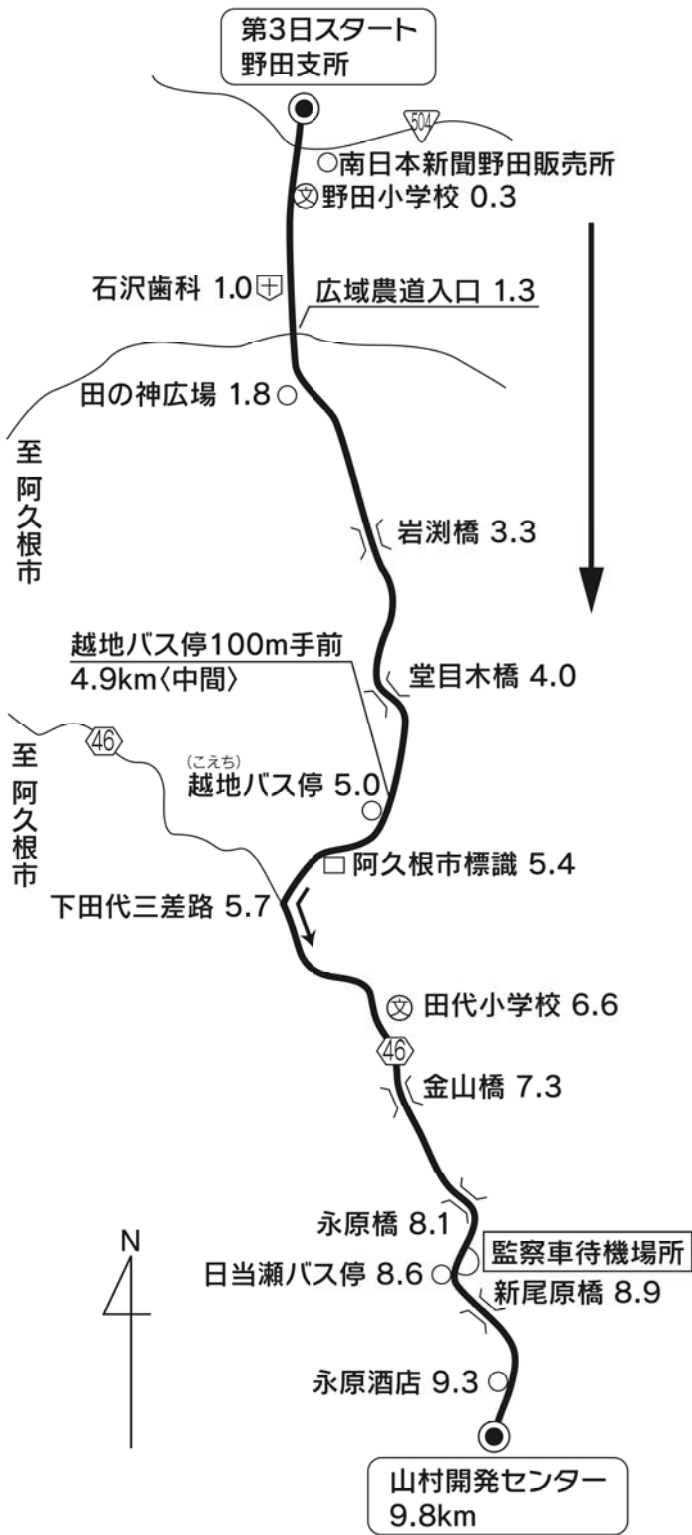 第3日スタート
野田支所
504
南日本新聞野田販売所
野田小学校 0.3
石沢歯科 1.0
広域農道入口 1.3
田の神広場 1.8
至 阿久根市
岩渕橋 3.3
越地バス停100m手前
4.9km〈中間〉
堂目木橋 4.0
46
至 阿久根市
(こえち)
越地バス停 5.0
阿久根市標識 5.4
下田代三差路 5.7
文 田代小学校 6.6
46
金山橋 7.3
永原橋 8.1
N
監察車待機場所
日当瀬バス停 8.6
新尾原橋 8.9
永原酒店 9.3
山村開発センター
9.8km